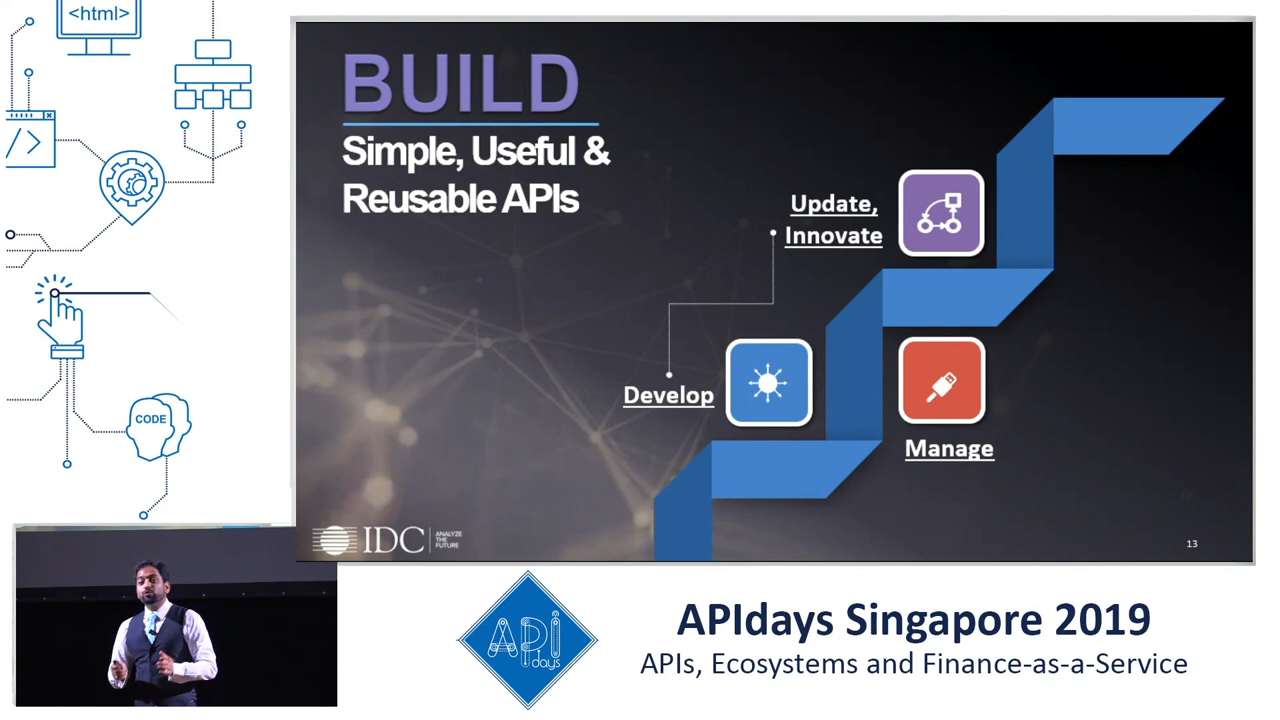 <html>
BUILD
Simple, Useful &
Reusable APIs
Update,
Innovate
Develop
Manage
CODE
IDC
ANALYZE
THE
FUTURE
13
API
days
APIdays Singapore 2019
APIs, Ecosystems and Finance-as-a-Service